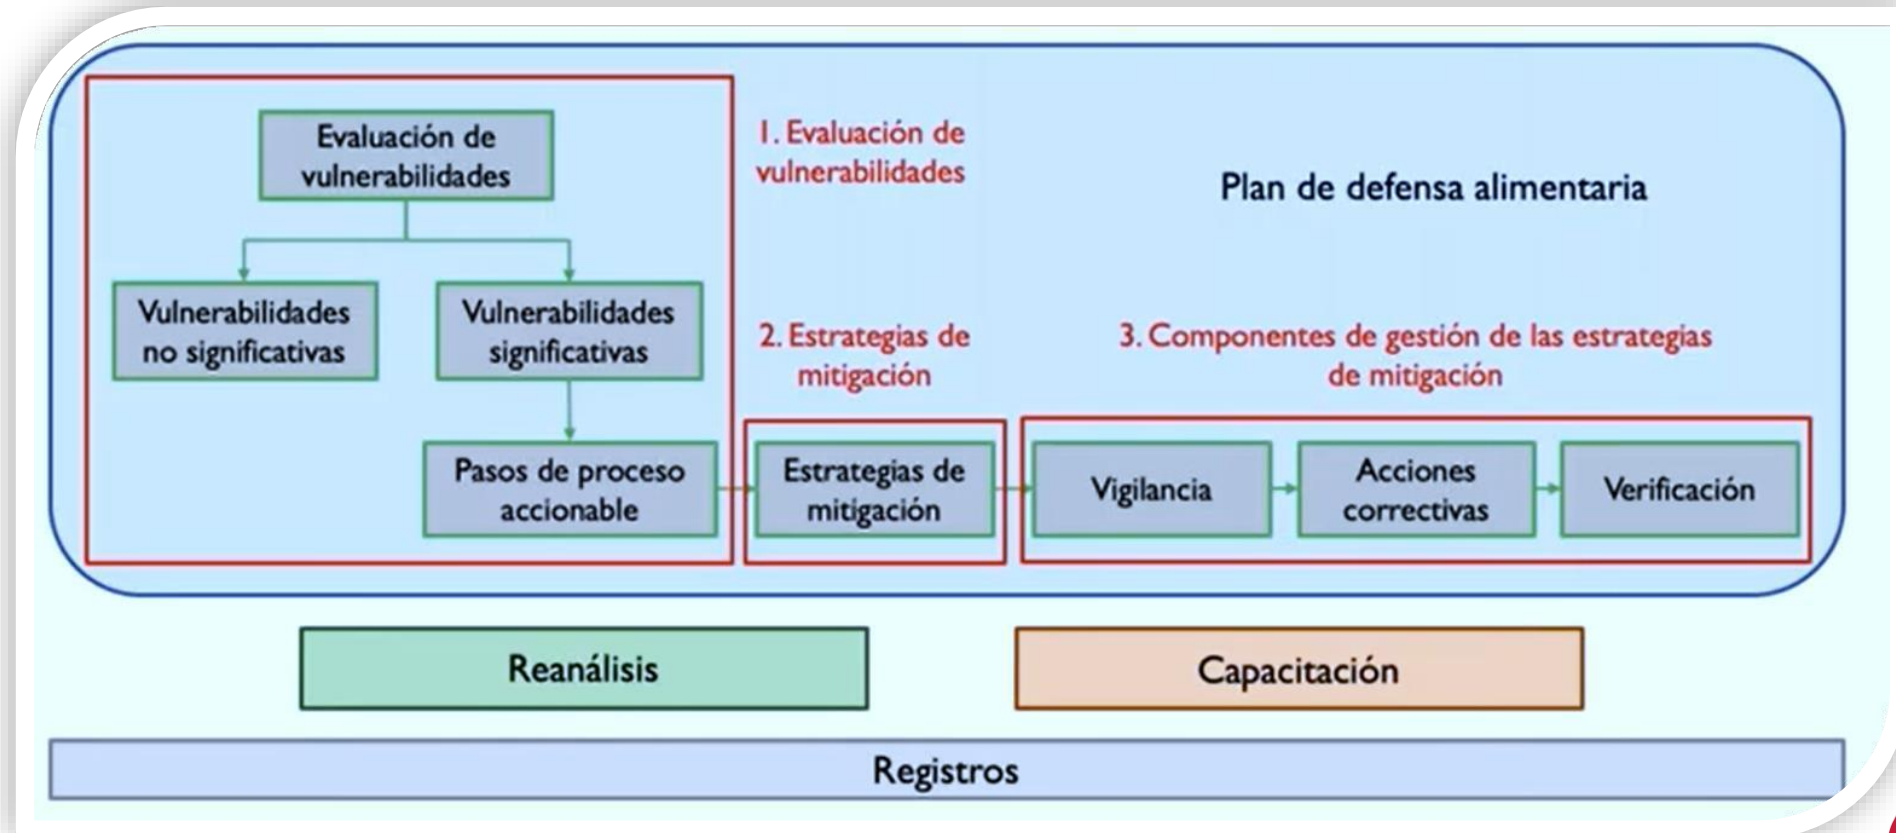 Evaluación de
vulnerabilidades
1. Evaluación de
vulnerabilidades
Plan de defensa alimentaria
Vulnerabilidades
no significativas
Vulnerabilidades
significativas
2. Estrategias de
mitigación
3. Componentes de gestión de las estrategias
de mitigación
Pasos de proceso
accionable
Estrategias de
mitigación
Vigilancia
Acciones
correctivas
Verificación
Reanálisis
Capacitación
Registros